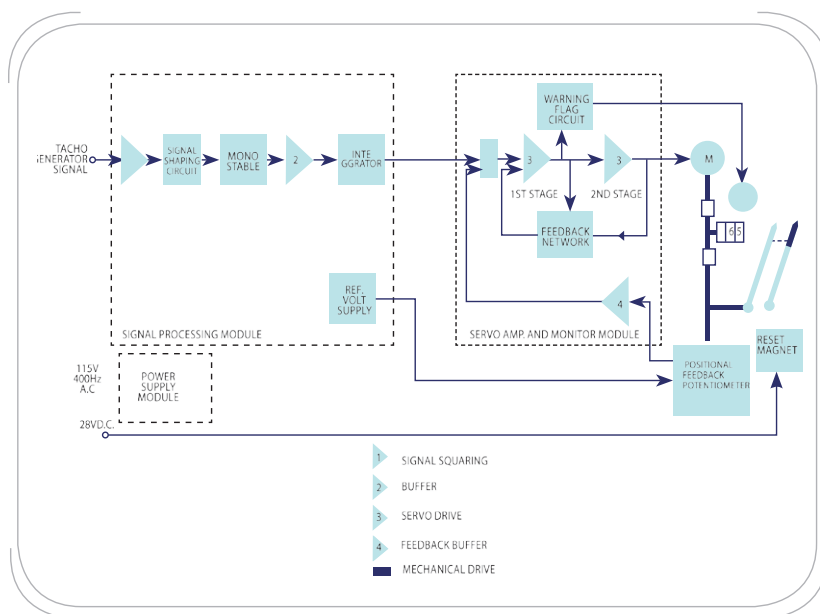 TACHO
GENERATOR
SIGNAL
SIGNAL
SHAPING
CIRCUIT
MONO
STABLE
2
INTE
GGRATOR
REF.
VOLT
SUPPLY
SIGNAL PROCESSING MODULE
WARNING
FLAG
CIRCUIT
3
1ST STAGE
3
2ND STAGE
FEEDBACK
NETWORK
4
SERVO AMP. AND MONITOR MODULE
M
6 5
POSITIONAL
FEEDBACK
POTENTIOMETER
RESET
MAGNET
115V
400Hz
A.C
POWER
SUPPLY
MODULE
28VD.C.
1 SIGNAL SQUARING
2 BUFFER
3 SERVO DRIVE
4 FEEDBACK BUFFER
MECHANICAL DRIVE